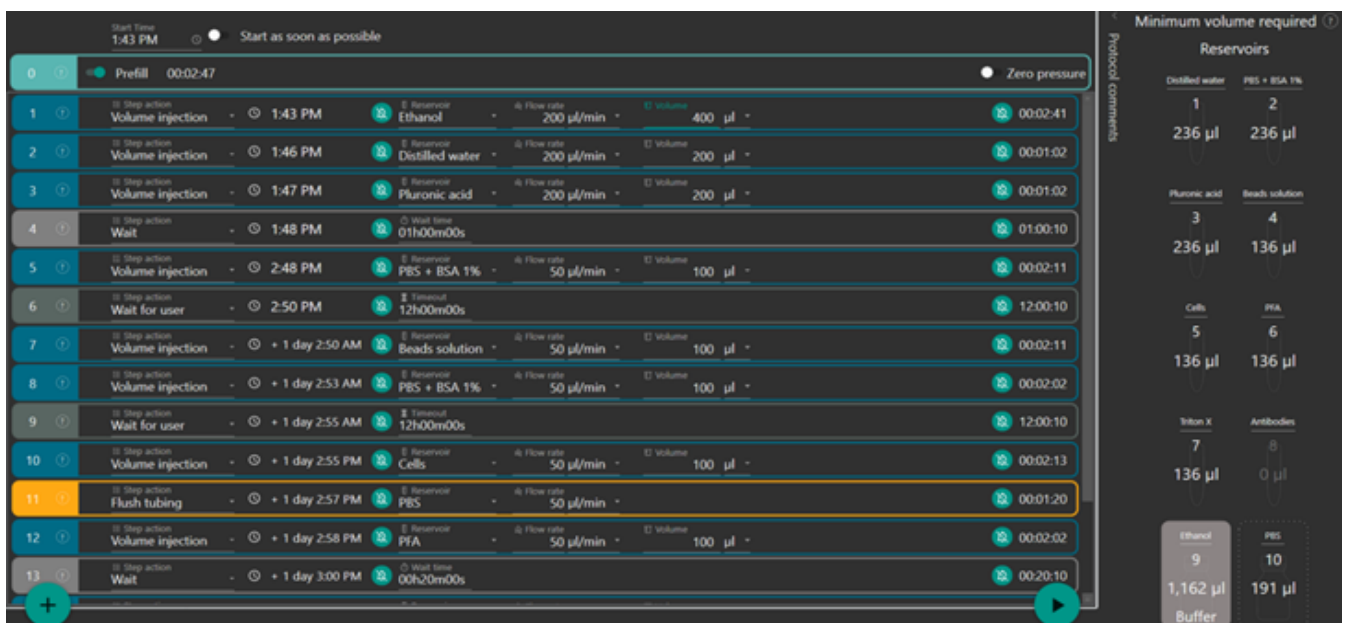 Start Time
1:43 PM Start as soon as possible
0 Prefill 00:02:47 Zero pressure
Step action Reservoir Flow rate Volume
1 Volume injection 1:43 PM Ethanol 200 µl/min 400 µl 00:02:41
Step action Reservoir Flow rate Volume
2 Volume injection 1:46 PM Distilled water 200 µl/min 200 µl 00:01:02
Step action Reservoir Flow rate Volume
3 Volume injection 1:47 PM Pluronic acid 200 µl/min 200 µl 00:01:02
Step action Wait time
4 Wait 1:48 PM 01h00m00s 01:00:10
Step action Reservoir Flow rate Volume
5 Volume injection 2:48 PM PBS + BSA 1% 50 µl/min 100 µl 00:02:11
Step action Timeout
6 Wait for user 2:50 PM 12h00m00s 12:00:10
Step action Reservoir Flow rate Volume
7 Volume injection + 1 day 2:50 AM Beads solution 50 µl/min 100 µl 00:02:11
Step action Reservoir Flow rate Volume
8 Volume injection + 1 day 2:53 AM PBS + BSA 1% 50 µl/min 100 µl 00:02:02
Step action Timeout
9 Wait for user + 1 day 2:55 AM 12h00m00s 12:00:10
Step action Reservoir Flow rate Volume
10 Volume injection + 1 day 2:55 PM Cells 50 µl/min 100 µl 00:02:13
Step action Reservoir Flow rate
11 Flush tubing + 1 day 2:57 PM PBS 50 µl/min 00:01:20
Step action Reservoir Flow rate Volume
12 Volume injection + 1 day 2:58 PM PFA 50 µl/min 100 µl 00:02:02
Step action Wait time
13 Wait + 1 day 3:00 PM 00h20m00s 00:20:10
+
Protocol comments
Minimum volume required
Reservoirs
Distilled water PBS + BSA 1%
1 2
236 µl 236 µl
Pluronic acid Beads solution
3 4
236 µl 136 µl
Cells PFA
5 6
136 µl 136 µl
Triton X Antibodies
7 8
136 µl 0 µl
Ethanol PBS
9 10
1,162 µl 191 µl
Buffer